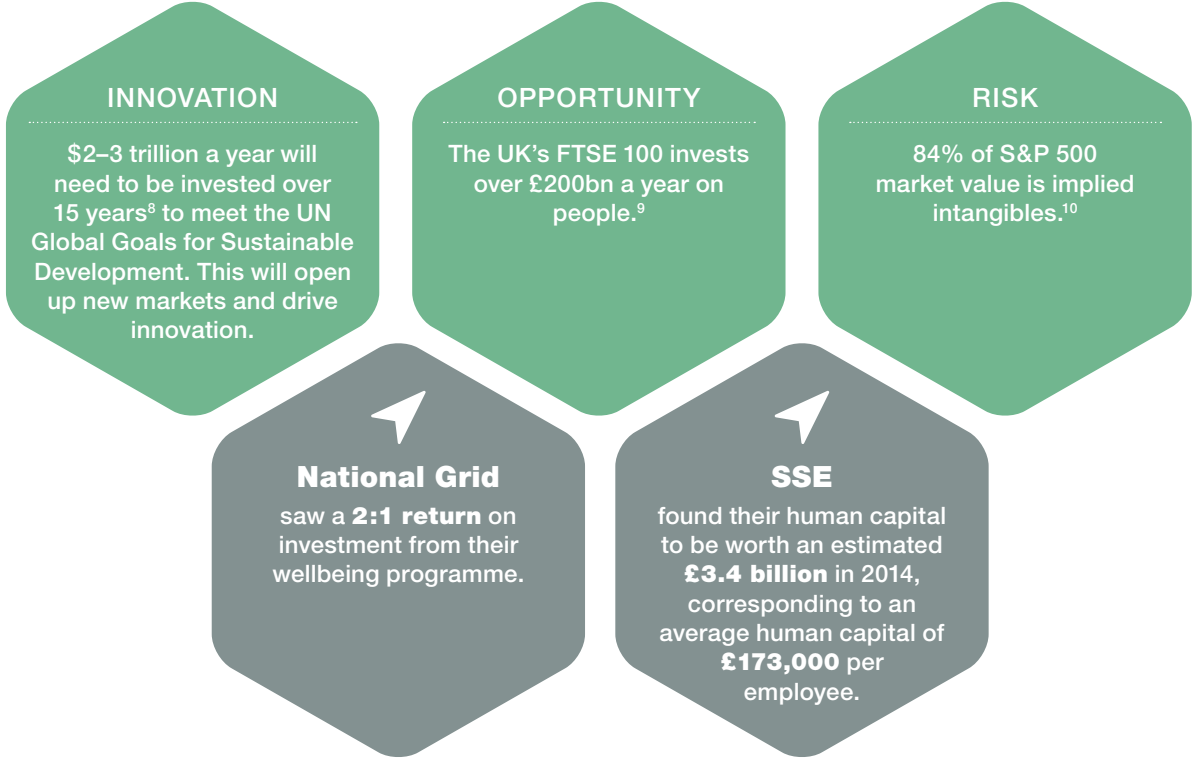 INNOVATION
$2–3 trillion a year will
need to be invested over
15 years⁸ to meet the UN
Global Goals for Sustainable
Development. This will open
up new markets and drive
innovation.
OPPORTUNITY
The UK’s FTSE 100 invests
over £200bn a year on
people.⁹
RISK
84% of S&P 500
market value is implied
intangibles.¹⁰
National Grid
saw a 2:1 return on
investment from their
wellbeing programme.
SSE
found their human capital
to be worth an estimated
£3.4 billion in 2014,
corresponding to an
average human capital of
£173,000 per
employee.